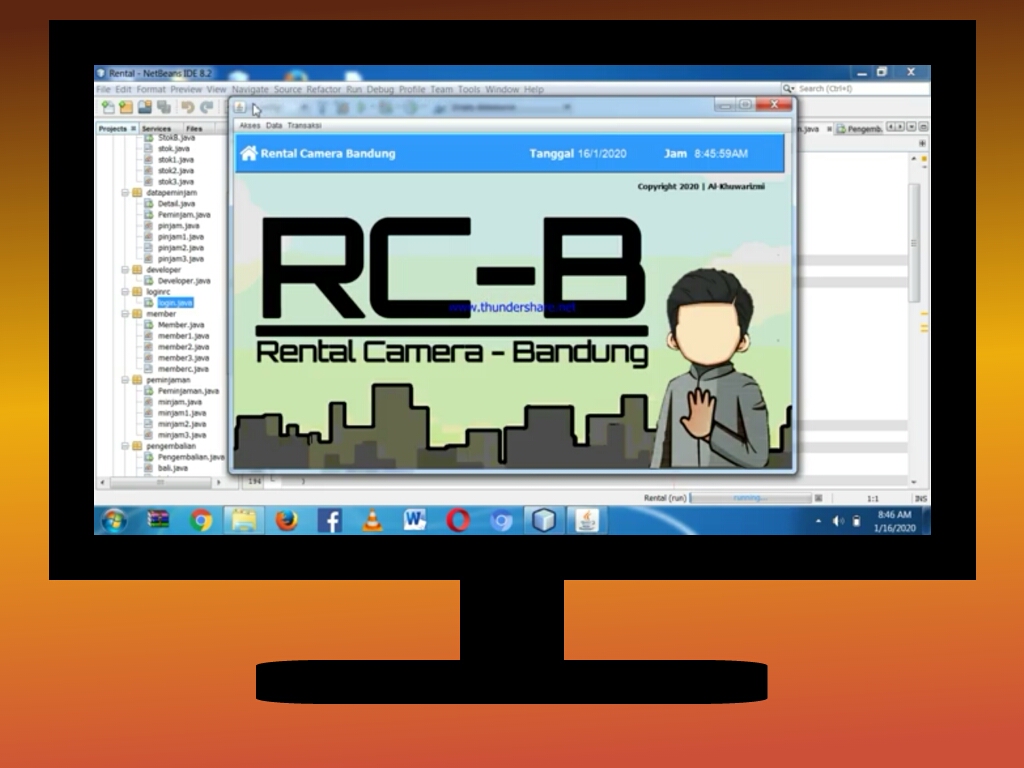 Rental - NetBeans IDE 8.2
File Edit Format Preview View Navigate Source Refactor Run Debug Profile Team Tools Window Help
Search (Ctrl+I)
Projects Services Files
StokB.java
stok.java
stok1.java
stok2.java
stok3.java
datapeminjam
Detail.java
Peminjam.java
pinjam.java
pinjam1.java
pinjam2.java
pinjam3.java
developer
Developer.java
loginrc
login.java
member
Member.java
member1.java
member2.java
member3.java
memberc.java
peminjaman
Peminjaman.java
minjam.java
minjam1.java
minjam2.java
minjam3.java
pengembalian
Pengembalian.java
bali.java
n.java Pengemb...
Akses Data Transaksi
Rental Camera Bandung Tanggal 16/1/2020 Jam 8:45:59AM
Copyright 2020 | Al-Khuwarizmi
RC-B
www.thundershare.net
Rental Camera - Bandung
194 }
Rental (run) running... 1:1 INS
8:46 AM
1/16/2020